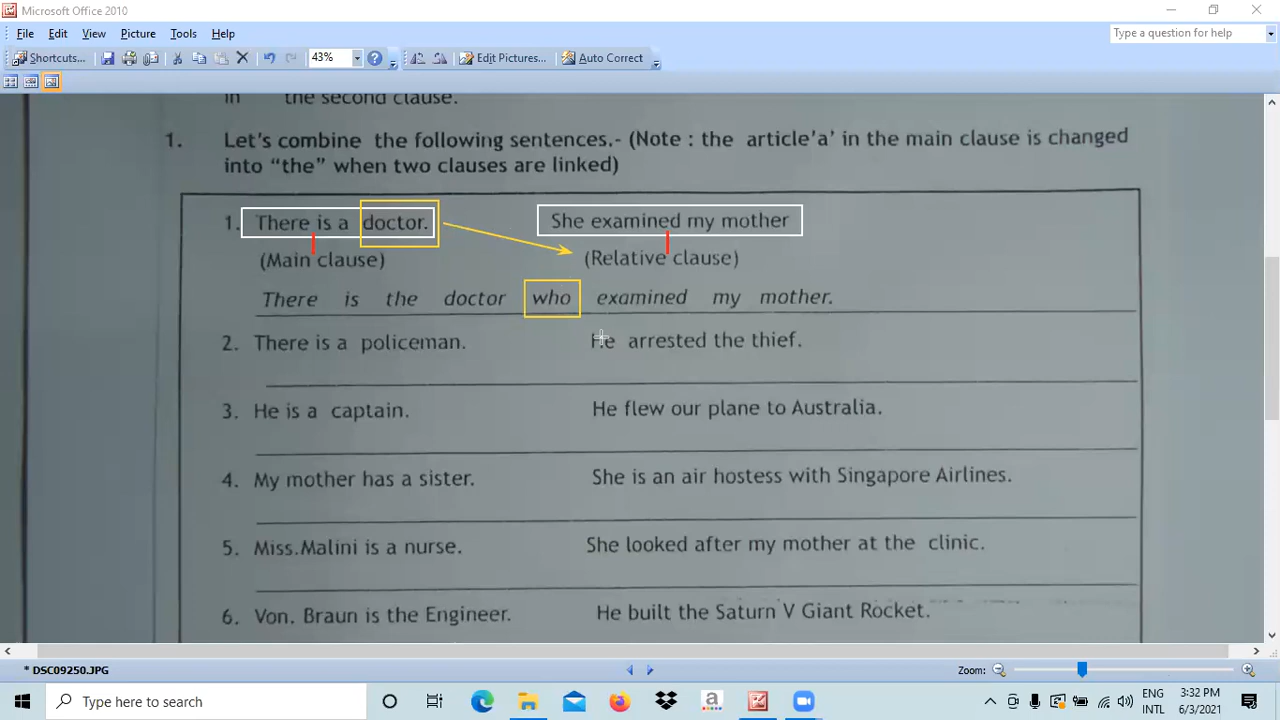 Microsoft Office 2010
File Edit View Picture Tools Help
Type a question for help
Shortcuts... 43% Edit Pictures... Auto Correct
in the second clause.
1. Let's combine the following sentences.- (Note : the article'a' in the main clause is changed
into "the" when two clauses are linked)
1. There is a doctor. She examined my mother
(Main clause) (Relative clause)
There is the doctor who examined my mother.
2. There is a policeman. He arrested the thief.
3. He is a captain. He flew our plane to Australia.
4. My mother has a sister. She is an air hostess with Singapore Airlines.
5. Miss.Malini is a nurse. She looked after my mother at the clinic.
6. Von. Braun is the Engineer. He built the Saturn V Giant Rocket.
* DSC09250.JPG Zoom:
Type here to search
ENG 3:32 PM
INTL 6/3/2021